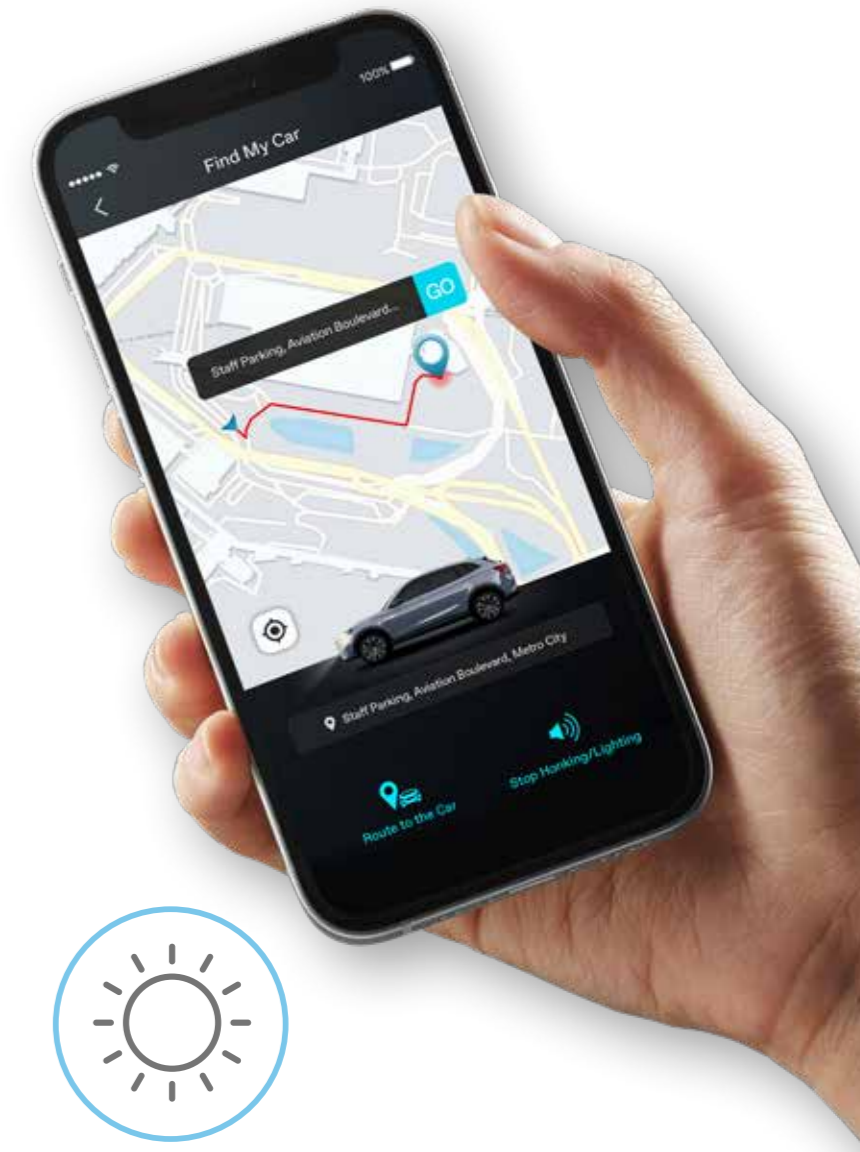 100%
Find My Car
Staff Parking, Aviation Boulevard...
GO
Staff Parking, Aviation Boulevard, Metro City
Route to the Car
Stop Honking/Lighting